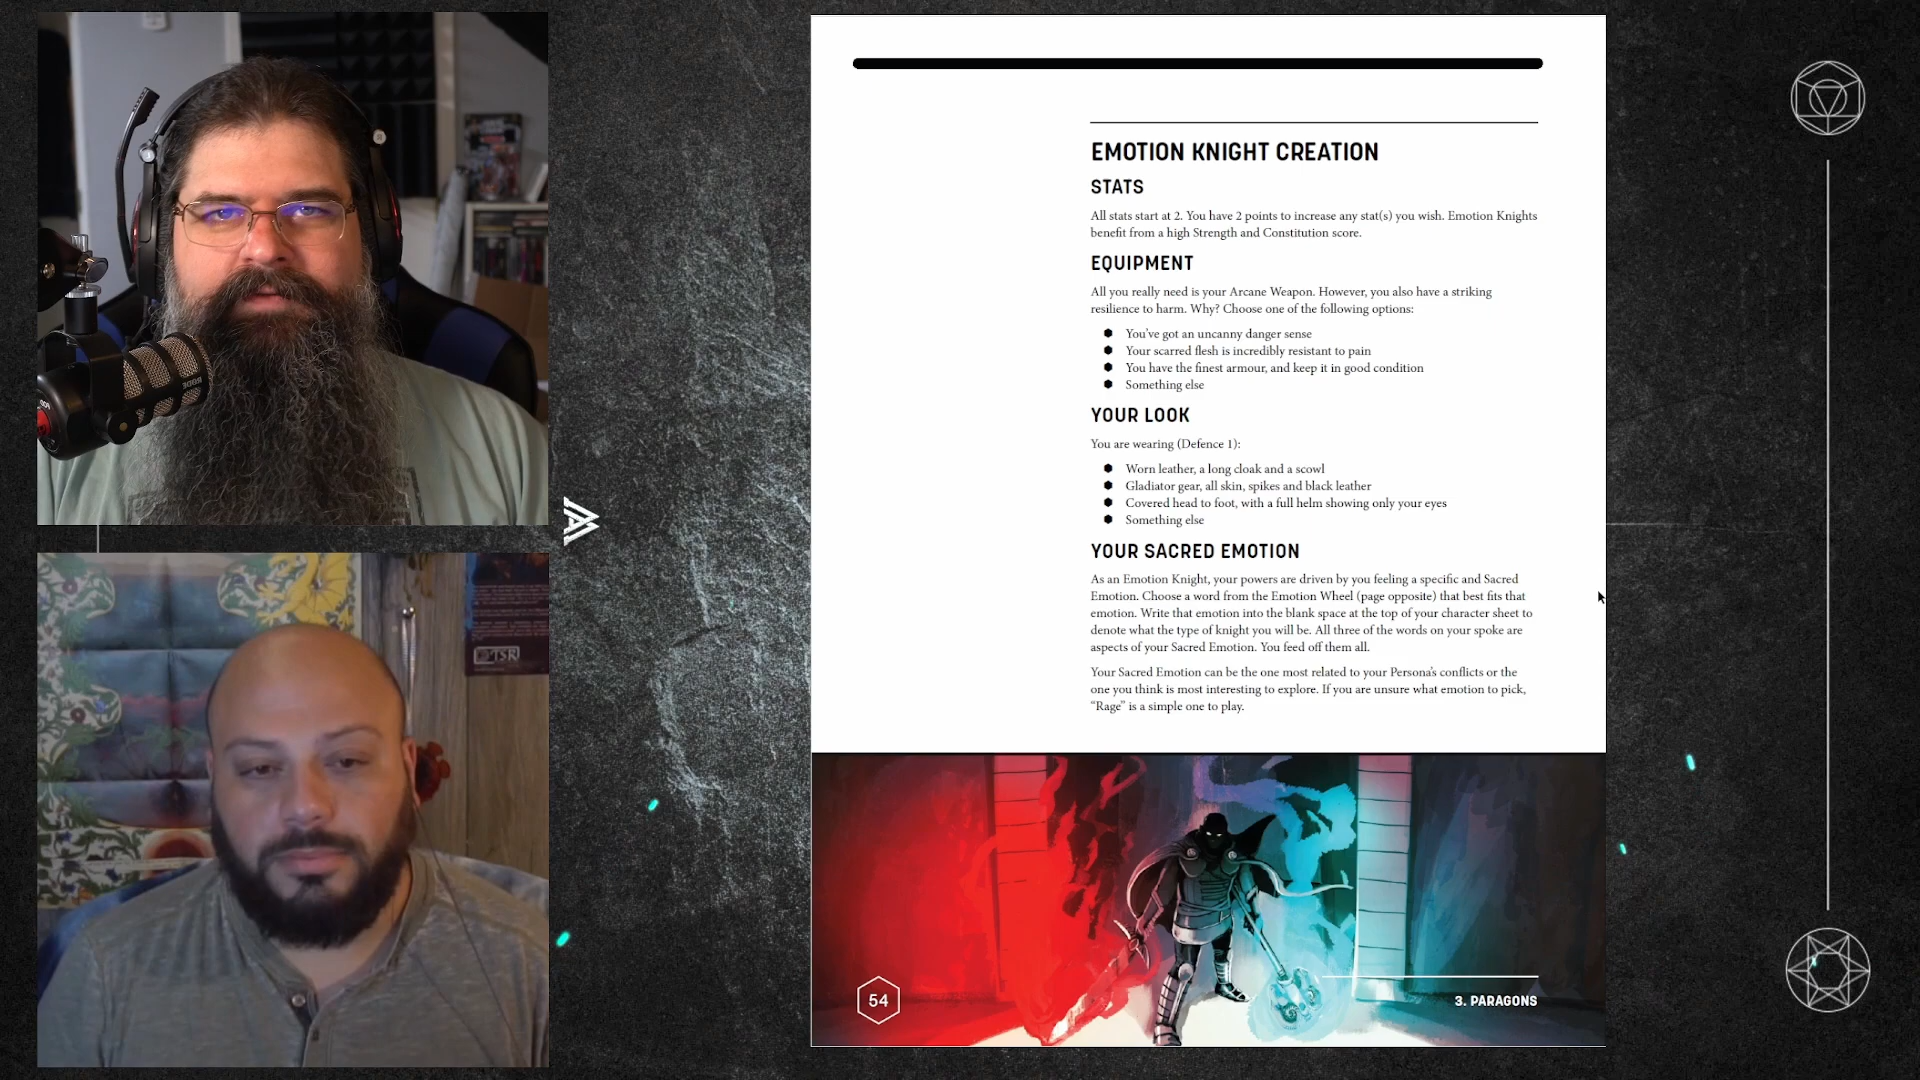 RODE
TSR
EMOTION KNIGHT CREATION
STATS
All stats start at 2. You have 2 points to increase any stat(s) you wish. Emotion Knights
benefit from a high Strength and Constitution score.
EQUIPMENT
All you really need is your Arcane Weapon. However, you also have a striking
resilience to harm. Why? Choose one of the following options:
You've got an uncanny danger sense
Your scarred flesh is incredibly resistant to pain
You have the finest armour, and keep it in good condition
Something else
YOUR LOOK
You are wearing (Defence 1):
Worn leather, a long cloak and a scowl
Gladiator gear, all skin, spikes and black leather
Covered head to foot, with a full helm showing only your eyes
Something else
YOUR SACRED EMOTION
As an Emotion Knight, your powers are driven by you feeling a specific and Sacred
Emotion. Choose a word from the Emotion Wheel (page opposite) that best fits that
emotion. Write that emotion into the blank space at the top of your character sheet to
denote what the type of knight you will be. All three of the words on your spoke are
aspects of your Sacred Emotion. You feed off them all.
Your Sacred Emotion can be the one most related to your Persona's conflicts or the
one you think is most interesting to explore. If you are unsure what emotion to pick,
“Rage” is a simple one to play.
54
3. PARAGONS